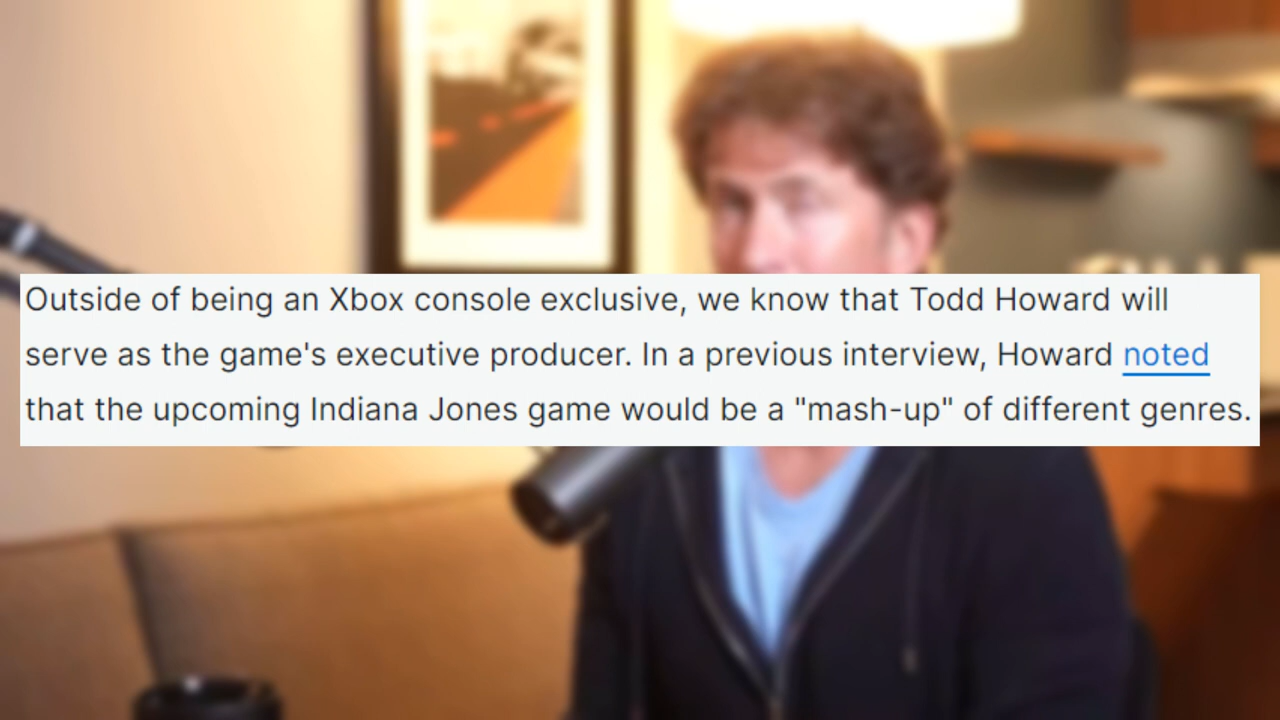 Outside of being an Xbox console exclusive, we know that Todd Howard will
serve as the game's executive producer. In a previous interview, Howard noted
that the upcoming Indiana Jones game would be a "mash-up" of different genres.